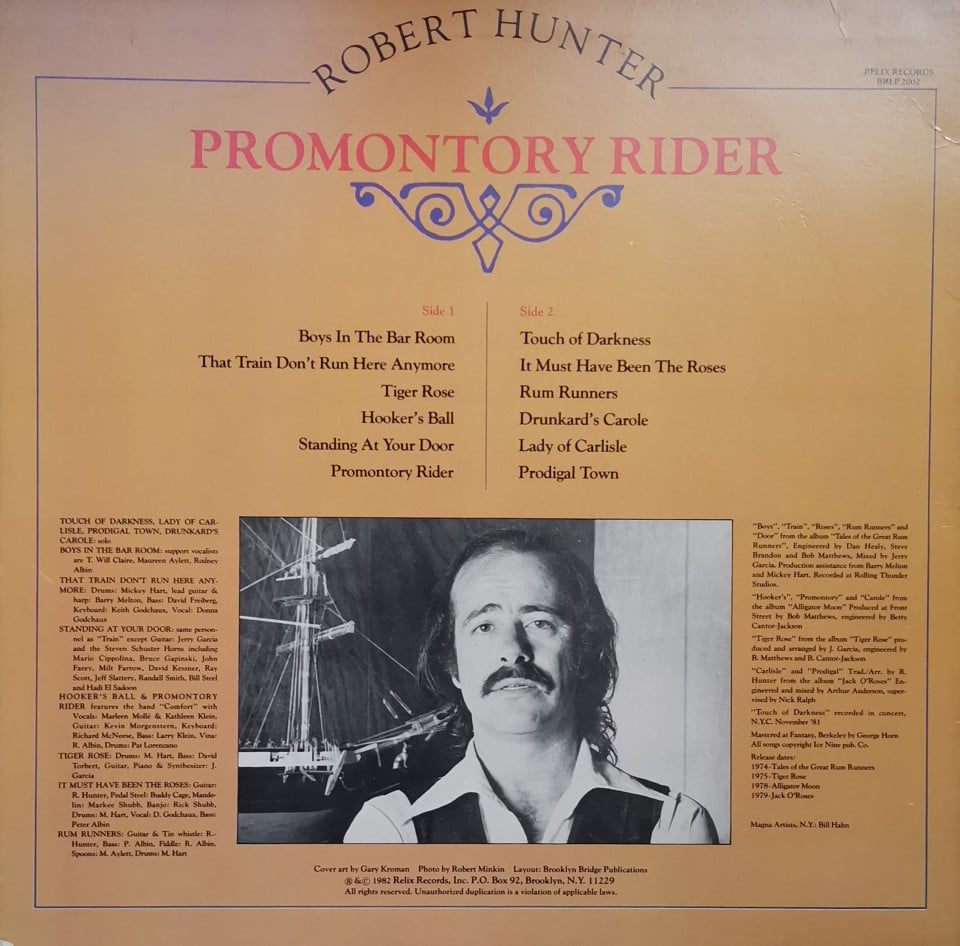 ROBERT HUNTER
RELIX RECORDS
RRLP 2002
PROMONTORY RIDER
Side 1
Boys In The Bar Room
That Train Don't Run Here Anymore
Tiger Rose
Hooker's Ball
Standing At Your Door
Promontory Rider
Side 2
Touch of Darkness
It Must Have Been The Roses
Rum Runners
Drunkard's Carole
Lady of Carlisle
Prodigal Town
TOUCH OF DARKNESS, LADY OF CAR-
LISLE, PRODIGAL TOWN, DRUNKARD'S
CAROLE: solo
BOYS IN THE BAR ROOM: support vocalists
are T. Will Claire, Maureen Aylett, Rodney
Albin
THAT TRAIN DON'T RUN HERE ANY-
MORE: Drums: Mickey Hart, lead guitar &
harp: Barry Melton, Bass: David Freiberg,
Keyboard: Keith Godchaux, Vocal: Donna
Godchaux
STANDING AT YOUR DOOR: same person-
nel as "Train" except Guitar: Jerry Garcia
and the Steven Schuster Horns including
Mario Cippolina, Bruce Gapinski, John
Farey, Milt Farrow, David Kessner, Ray
Scott, Jeff Slattery, Randall Smith, Bill Steel
and Hadi El Sadoon
HOOKER'S BALL & PROMONTORY
RIDER features the band "Comfort" with
Vocals: Marleen Mollé & Kathleen Klein,
Guitar: Kevin Morgenstern, Keyboard:
Richard McNeese, Bass: Larry Klein, Vina:
R. Albin, Drums: Pat Lorenzano
TIGER ROSE: Drums: M. Hart, Bass: David
Torbert, Guitar, Piano & Synthesizer: J.
Garcia
IT MUST HAVE BEEN THE ROSES: Guitar:
R. Hunter, Pedal Steel: Buddy Cage, Mando-
lin: Markee Shubb, Banjo: Rick Shubb,
Drums: M. Hart, Vocal: D. Godchaux, Bass:
Peter Albin
RUM RUNNERS: Guitar & Tin whistle: R.
Hunter, Bass: P. Albin, Fiddle: R. Albin,
Spoons: M. Aylett, Drums: M. Hart
"Boys", "Train", "Roses", "Rum Runners" and
"Door" from the album "Tales of the Great Rum
Runners", Engineered by Dan Healy, Steve
Brandon and Bob Matthews, Mixed by Jerry
Garcia. Production assistance from Barry Melton
and Mickey Hart. Recorded at Rolling Thunder
Studios.
"Hooker's", "Promontory" and "Carole" from
the album "Alligator Moon" Produced at Front
Street by Bob Matthews, engineered by Betty
Cantor-Jackson
"Tiger Rose" from the album "Tiger Rose" pro-
duced and arranged by J. Garcia, engineered by
B. Matthews and B. Cantor-Jackson
"Carlisle" and "Prodigal" Trad./Arr. by R.
Hunter from the album "Jack O'Roses" En-
gineered and mixed by Arthur Anderson, super-
vised by Nick Ralph
"Touch of Darkness" recorded in concert,
N.Y.C. November '81
Mastered at Fantasy, Berkeley by George Horn
All songs copyright Ice Nine pub. Co.
Release dates:
1974-Tales of the Great Rum Runners
1975-Tiger Rose
1978-Alligator Moon
1979-Jack O'Roses
Magna Artists, N.Y.: Bill Hahn
Cover art by Gary Kroman Photo by Robert Minkin Layout: Brooklyn Bridge Publications
℗ & © 1982 Relix Records, Inc. P.O. Box 92, Brooklyn, N.Y. 11229
All rights reserved. Unauthorized duplication is a violation of applicable laws.